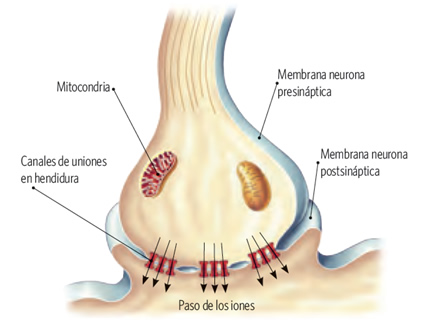 Membrana neurona
presináptica
Mitocondria
Membrana neurona
postsináptica
Canales de uniones
en hendidura
Paso de los iones